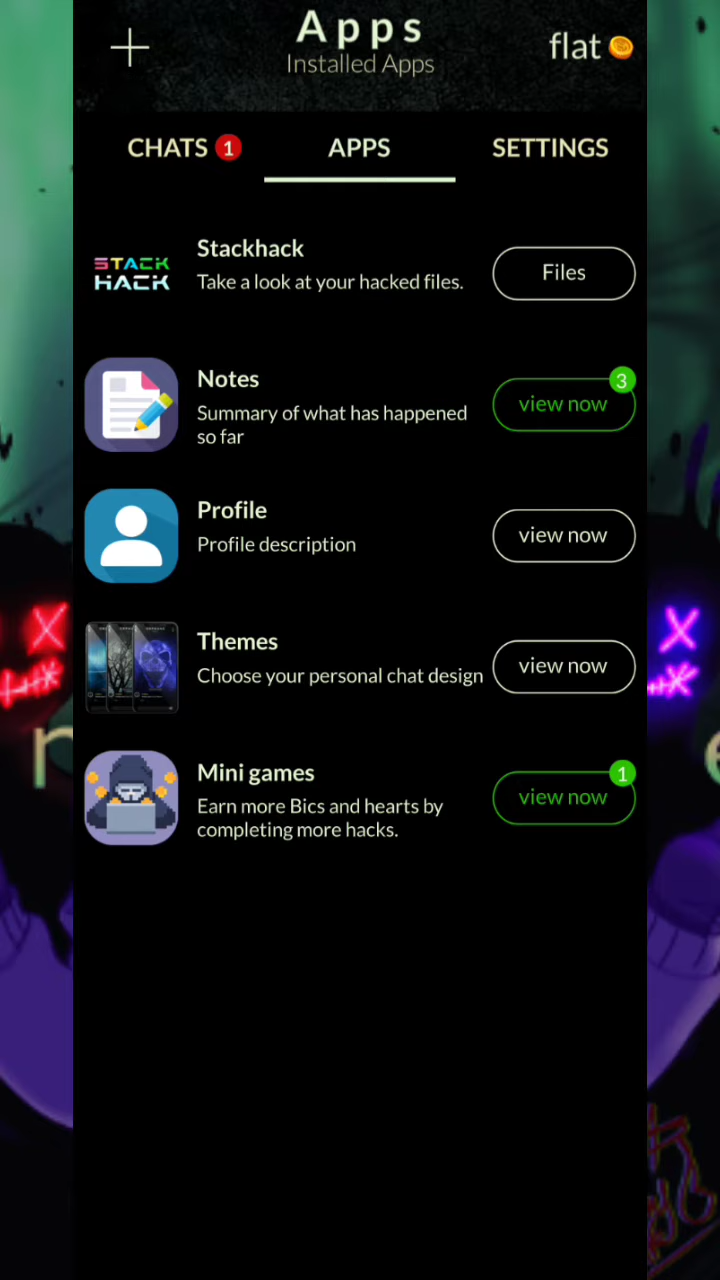 Apps
Installed Apps
flat
CHATS 1
APPS
SETTINGS
STACK
HACK
Stackhack
Take a look at your hacked files.
Files
Notes
Summary of what has happened
so far
view now
3
Profile
Profile description
view now
Themes
Choose your personal chat design
view now
Mini games
Earn more Bics and hearts by
completing more hacks.
view now
1